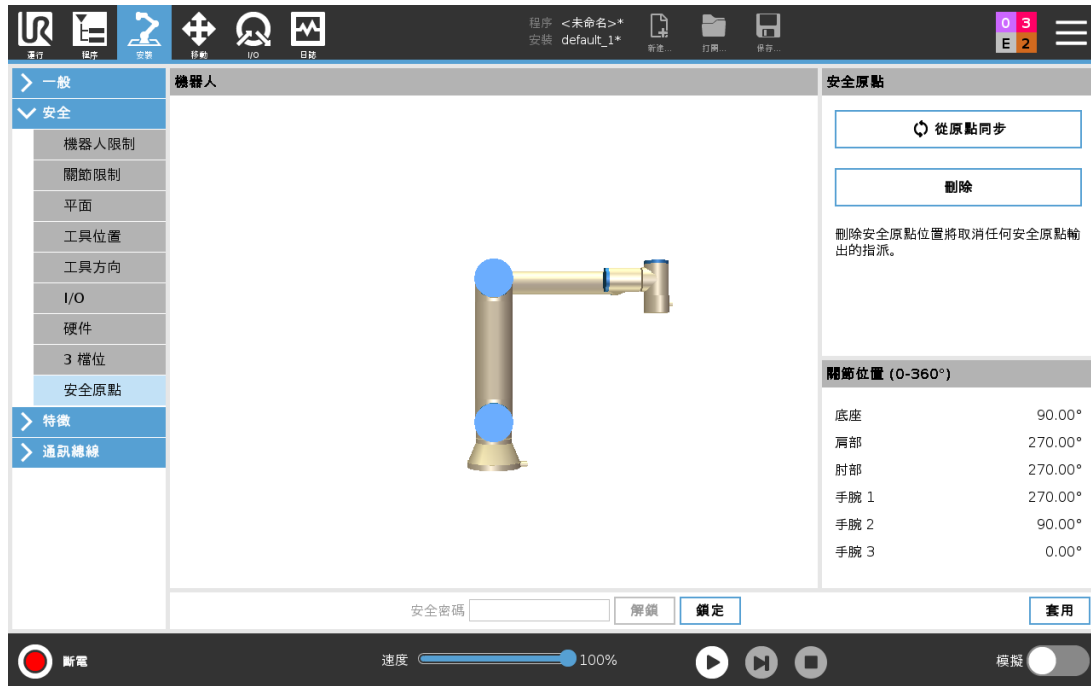 程序 <未命名>*
安裝 default_1*
運行
程序
安裝
移動
I/O
日誌
新建...
打開...
保存...
0 3
E 2
一般
安全
機器人限制
關節限制
平面
工具位置
工具方向
I/O
硬件
3 檔位
安全原點
特徵
通訊總線
機器人
安全原點
從原點同步
刪除
刪除安全原點位置將取消任何安全原點輸
出的指派。
關節位置 (0-360°)
底座 90.00°
肩部 270.00°
肘部 270.00°
手腕 1 270.00°
手腕 2 90.00°
手腕 3 0.00°
安全密碼 解鎖 鎖定 套用
斷電
速度 100%
模擬